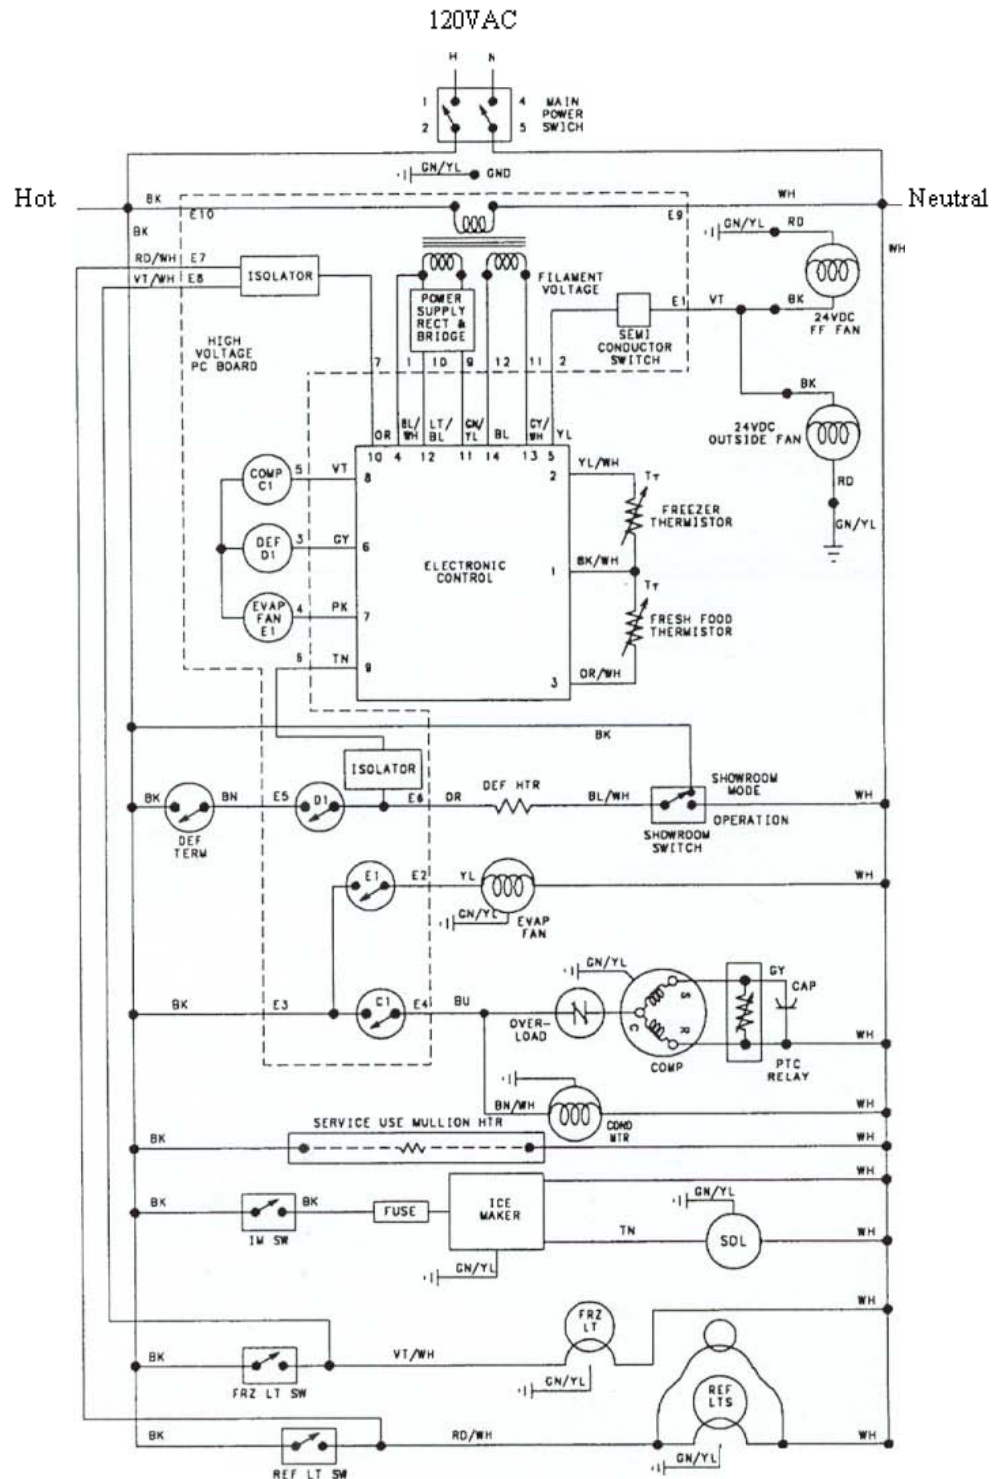 120VAC
H N
1 4 MAIN
POWER
2 5 SWICH
GN/YL GND
Hot BK E10 E9 WH Neutral
BK GN/YL RD WH
RD/WH E7
VT/WH E8 ISOLATOR
FILAMENT
VOLTAGE
POWER
SUPPLY
RECT &
BRIDGE
E1 VT BK
24VDC
FF FAN
SEMI
CONDUCTOR
SWITCH
HIGH
VOLTAGE
PC BOARD
7 1 10 9 12 11 2
BK
24VDC
OUTSIDE FAN
OR BL/WH LT/BL GN/YL BL GY/WH YL
10 4 12 11 14 13 5
RD
GN/YL
COMP
C1
5 VT 8
2 YL/WH TT
FREEZER
THERMISTOR
DEF
D1
3 GY 6
ELECTRONIC
CONTROL
1 BK/WH TT
EVAP
FAN
E1
4 PK 7
FRESH FOOD
THERMISTOR
6 TN 9
3 OR/WH
BK
ISOLATOR
BK BN E5 D1 E6 OR DEF HTR BL/WH WH
DEF
TERM
SHOWROOM
MODE
OPERATION
SHOWROOM
SWITCH
E1 E2 YL WH
GN/YL
EVAP
FAN
GN/YL
BK E3 C1 E4 BU
OVER-
LOAD
C S R
COMP
GY
CAP
WH
PTC
RELAY
BN/WH
COND
MTR
WH
SERVICE USE MULLION HTR
BK WH
WH
BK BK FUSE
IM SW
ICE
MAKER
GN/YL
TN SOL WH
GN/YL
WH
FRZ
LT
BK VT/WH
FRZ LT SW
GN/YL
REF
LTS
BK RD/WH WH
REF LT SW
GN/YL